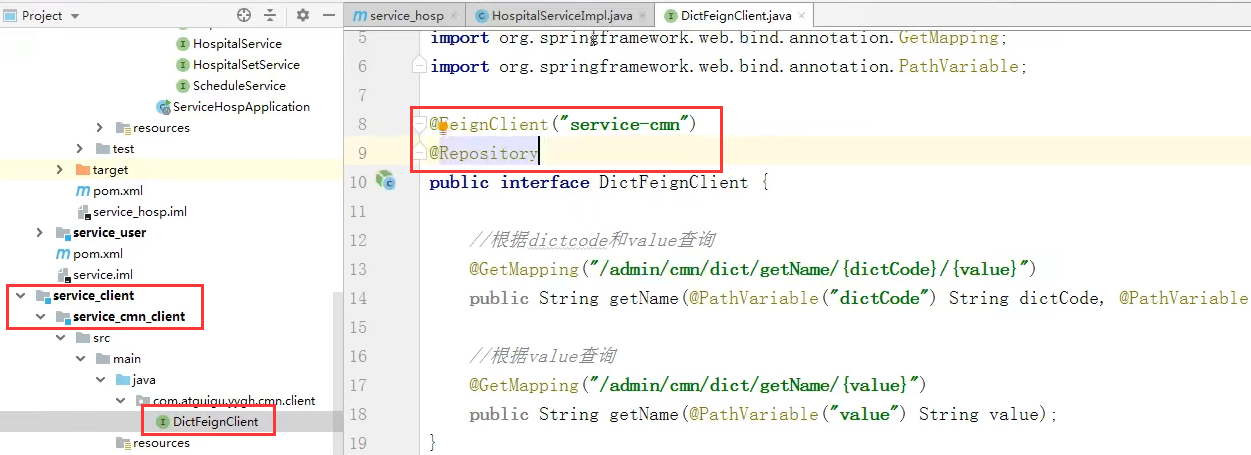 Project
HospitalService
HospitalSetService
ScheduleService
ServiceHospApplication
resources
test
target
pom.xml
service_hosp.iml
service_user
pom.xml
service.iml
service_client
service_cmn_client
src
main
java
com.atguigu.yygh.cmn.client
DictFeignClient
resources
service_hosp
HospitalServiceImpl.java
DictFeignClient.java
5 import org.springframework.web.bind.annotation.GetMapping;
6 import org.springframework.web.bind.annotation.PathVariable;
7
8 @FeignClient("service-cmn")
9 @Repository
10 public interface DictFeignClient {
11
12 //根据dictcode和value查询
13 @GetMapping("/admin/cmn/dict/getName/{dictCode}/{value}")
14 public String getName(@PathVariable("dictCode") String dictCode, @PathVariable
15
16 //根据value查询
17 @GetMapping("/admin/cmn/dict/getName/{value}")
18 public String getName(@PathVariable("value") String value);
19 }